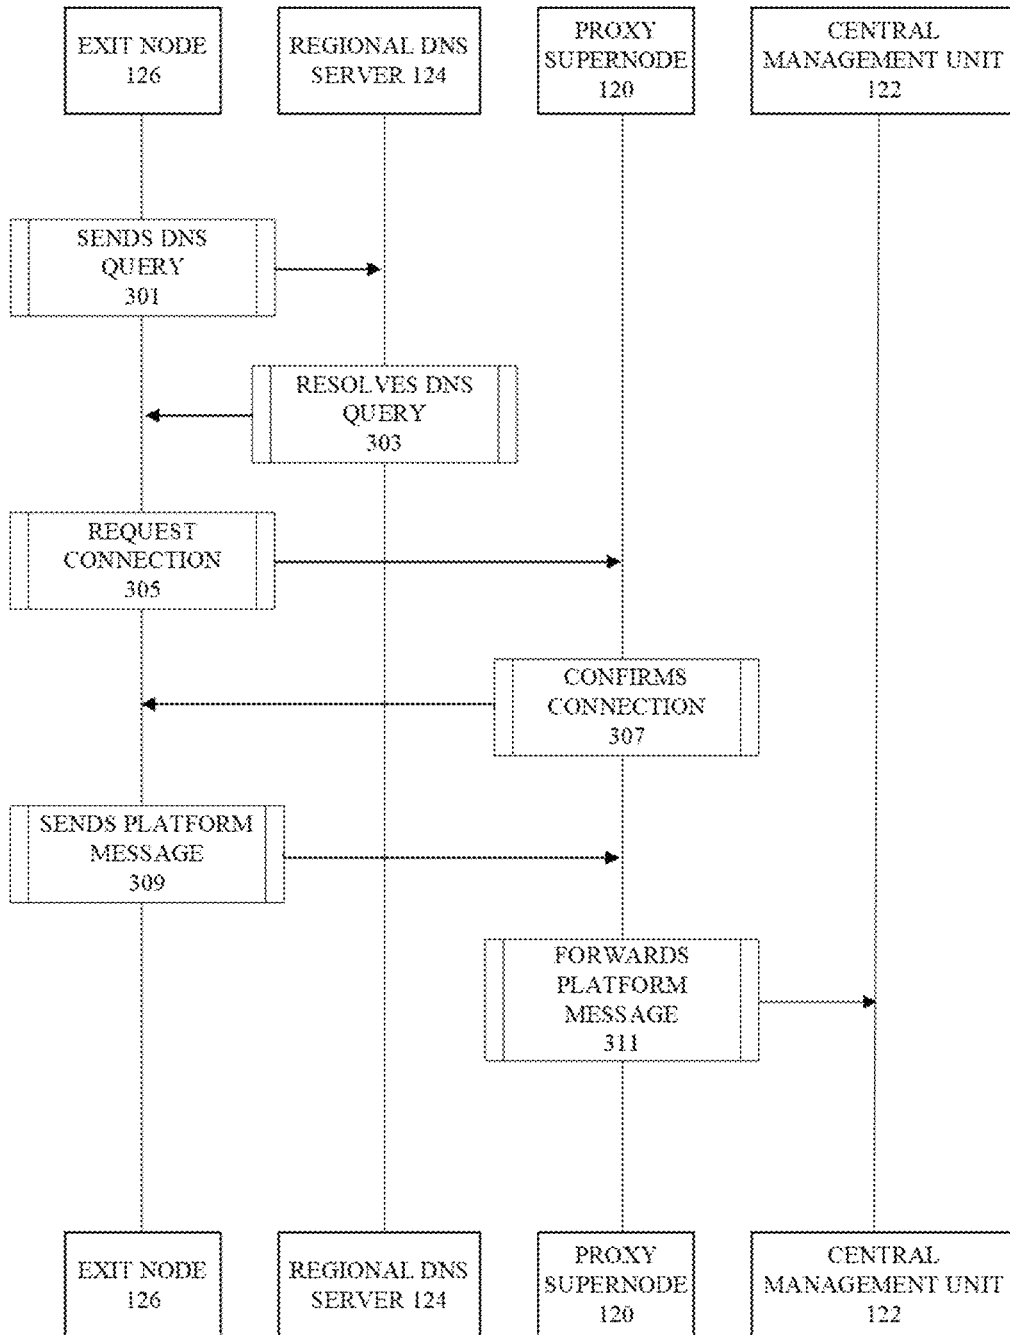 EXIT NODE
126
REGIONAL DNS
SERVER 124
PROXY
SUPERNODE
120
CENTRAL
MANAGEMENT UNIT
122
SENDS DNS
QUERY
301
RESOLVES DNS
QUERY
303
REQUEST
CONNECTION
305
CONFIRMS
CONNECTION
307
SENDS PLATFORM
MESSAGE
309
FORWARDS
PLATFORM
MESSAGE
311
EXIT NODE
126
REGIONAL DNS
SERVER 124
PROXY
SUPERNODE
120
CENTRAL
MANAGEMENT UNIT
122